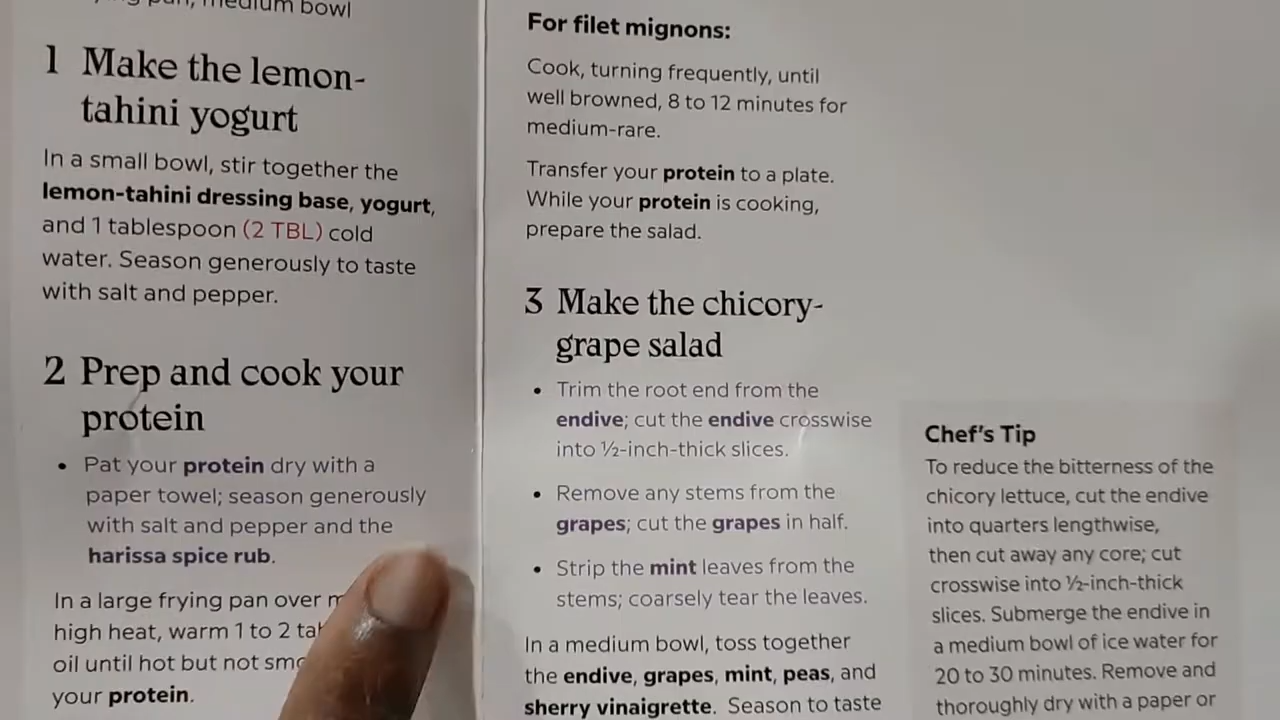 pan, medium bowl
1 Make the lemon-
tahini yogurt
In a small bowl, stir together the
lemon-tahini dressing base, yogurt,
and 1 tablespoon (2 TBL) cold
water. Season generously to taste
with salt and pepper.
2 Prep and cook your
protein
• Pat your protein dry with a
paper towel; season generously
with salt and pepper and the
harissa spice rub.
In a large frying pan over
high heat, warm 1 to 2
oil until hot but not
your protein.
For filet mignons:
Cook, turning frequently, until
well browned, 8 to 12 minutes for
medium-rare.
Transfer your protein to a plate.
While your protein is cooking,
prepare the salad.
3 Make the chicory-
grape salad
• Trim the root end from the
endive; cut the endive crosswise
into ½-inch-thick slices.
• Remove any stems from the
grapes; cut the grapes in half.
• Strip the mint leaves from the
stems; coarsely tear the leaves.
In a medium bowl, toss together
the endive, grapes, mint, peas, and
sherry vinaigrette. Season to taste
Chef's Tip
To reduce the bitterness of the
chicory lettuce, cut the endive
into quarters lengthwise,
then cut away any core; cut
crosswise into ½-inch-thick
slices. Submerge the endive in
a medium bowl of ice water for
20 to 30 minutes. Remove and
thoroughly dry with a paper or